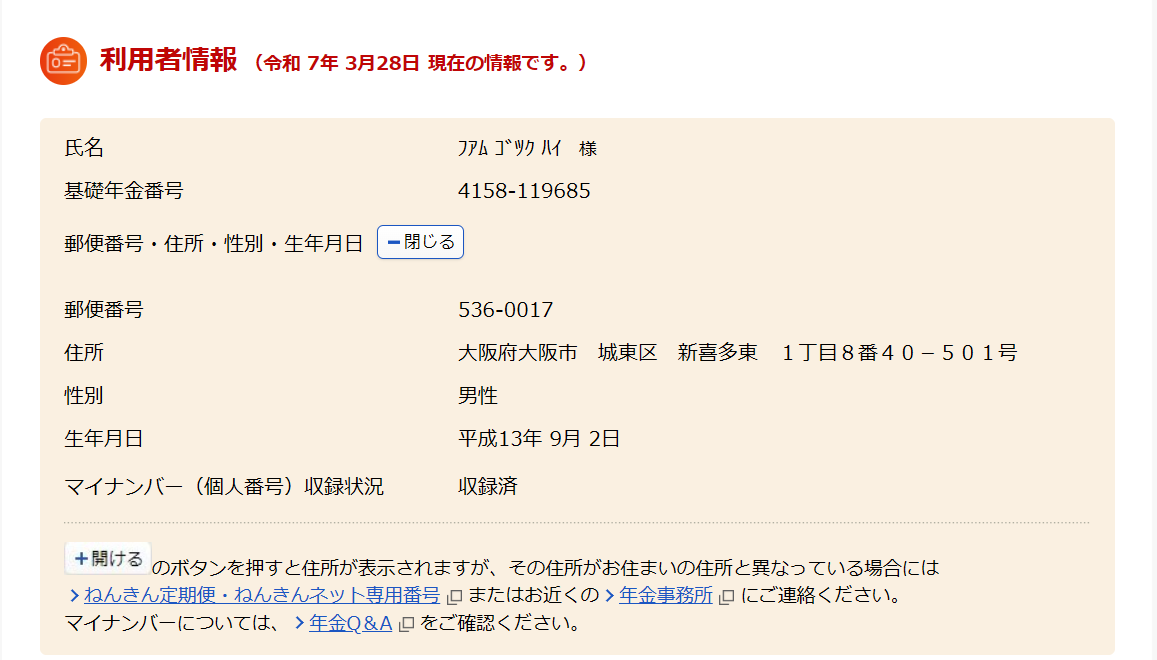 利用者情報 （令和 7年 3月28日 現在の情報です。）
氏名 ﾌｱﾑ ｺﾞﾂｸ ﾊｲ 様
基礎年金番号 4158-119685
郵便番号・住所・性別・生年月日 －閉じる
郵便番号 536-0017
住所 大阪府大阪市　城東区　新喜多東　１丁目８番４０－５０１号
性別 男性
生年月日 平成13年 9月 2日
マイナンバー（個人番号）収録状況 収録済
＋開けるのボタンを押すと住所が表示されますが、その住所がお住まいの住所と異なっている場合には
ねんきん定期便・ねんきんネット専用番号 またはお近くの 年金事務所 にご連絡ください。
マイナンバーについては、 年金Q&A をご確認ください。